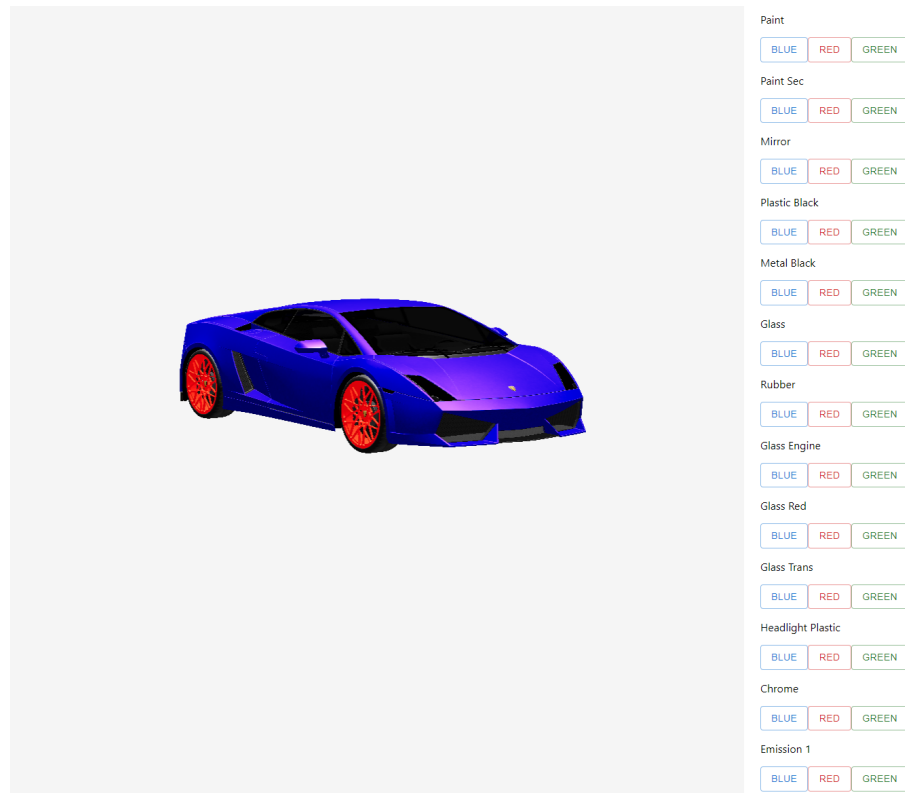 Paint
BLUE RED GREEN
Paint Sec
BLUE RED GREEN
Mirror
BLUE RED GREEN
Plastic Black
BLUE RED GREEN
Metal Black
BLUE RED GREEN
Glass
BLUE RED GREEN
Rubber
BLUE RED GREEN
Glass Engine
BLUE RED GREEN
Glass Red
BLUE RED GREEN
Glass Trans
BLUE RED GREEN
Headlight Plastic
BLUE RED GREEN
Chrome
BLUE RED GREEN
Emission 1
BLUE RED GREEN